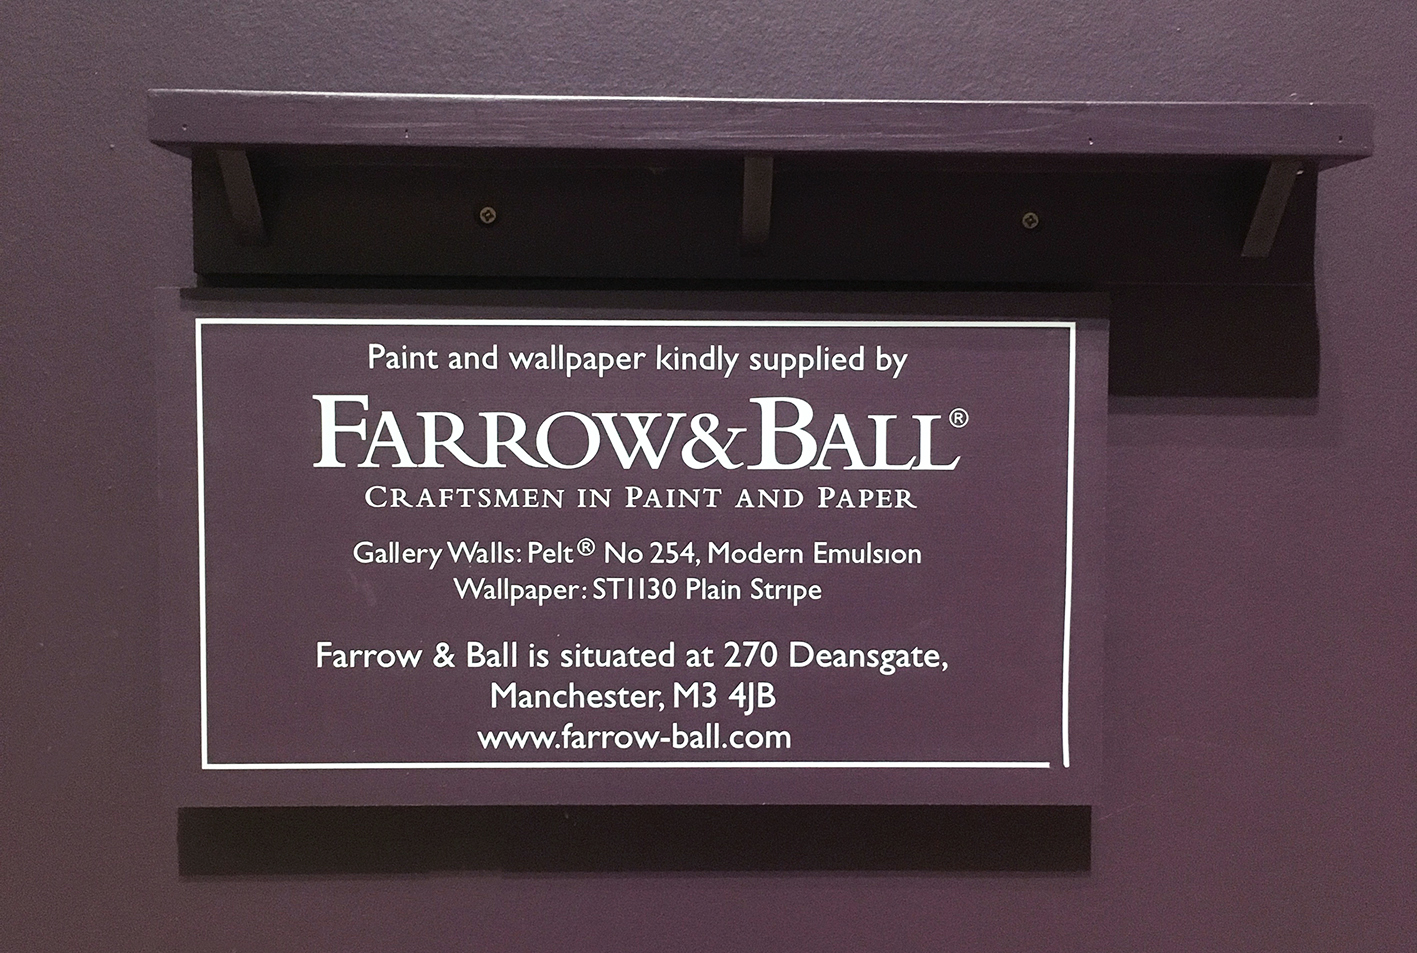 Paint and wallpaper kindly supplied by
FARROW&BALL®
CRAFTSMEN IN PAINT AND PAPER
Gallery Walls: Pelt® No 254, Modern Emulsion
Wallpaper: ST1130 Plain Stripe
Farrow & Ball is situated at 270 Deansgate,
Manchester, M3 4JB
www.farrow-ball.com